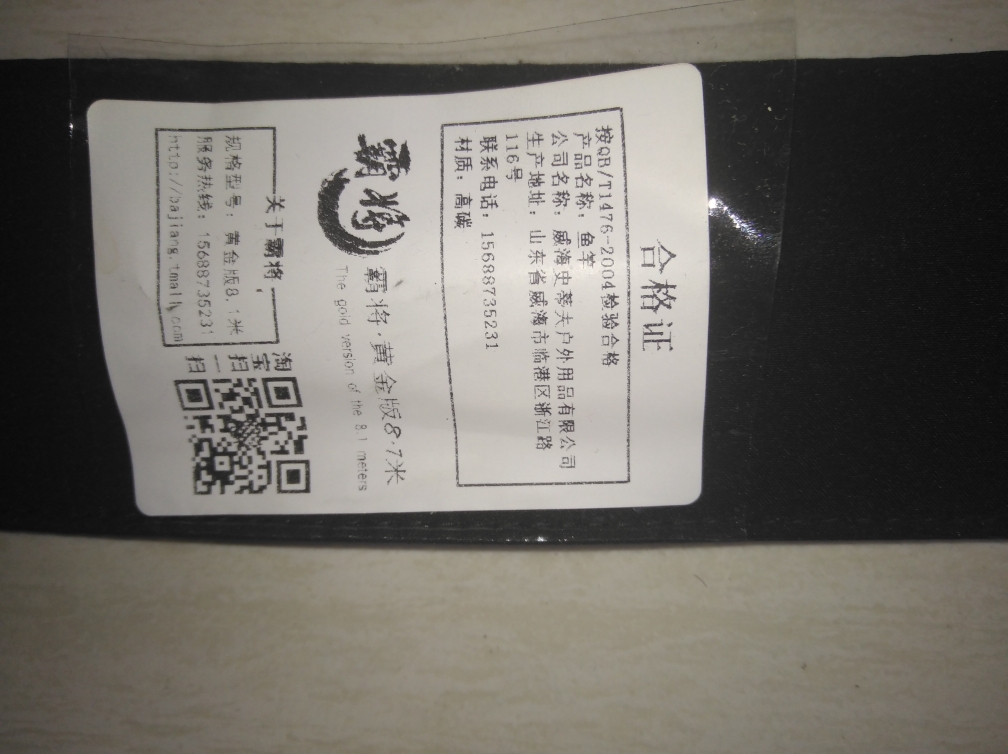 合格证
按QB/T1476-2004检验合格
产品名称：鱼竿
公司名称：威海史蒂夫户外用品有限公司
生产地址：山东省威海市临港区浙江路
116号
联系电话：15688735231
材质：高碳
霸将
霸将·黄金版8·1米
The gold version of the 8.1 meters
关于霸将，
规格型号：黄金版8.1米
服务热线：15688735231
http://bajiang.tmall.com
淘宝扫一扫